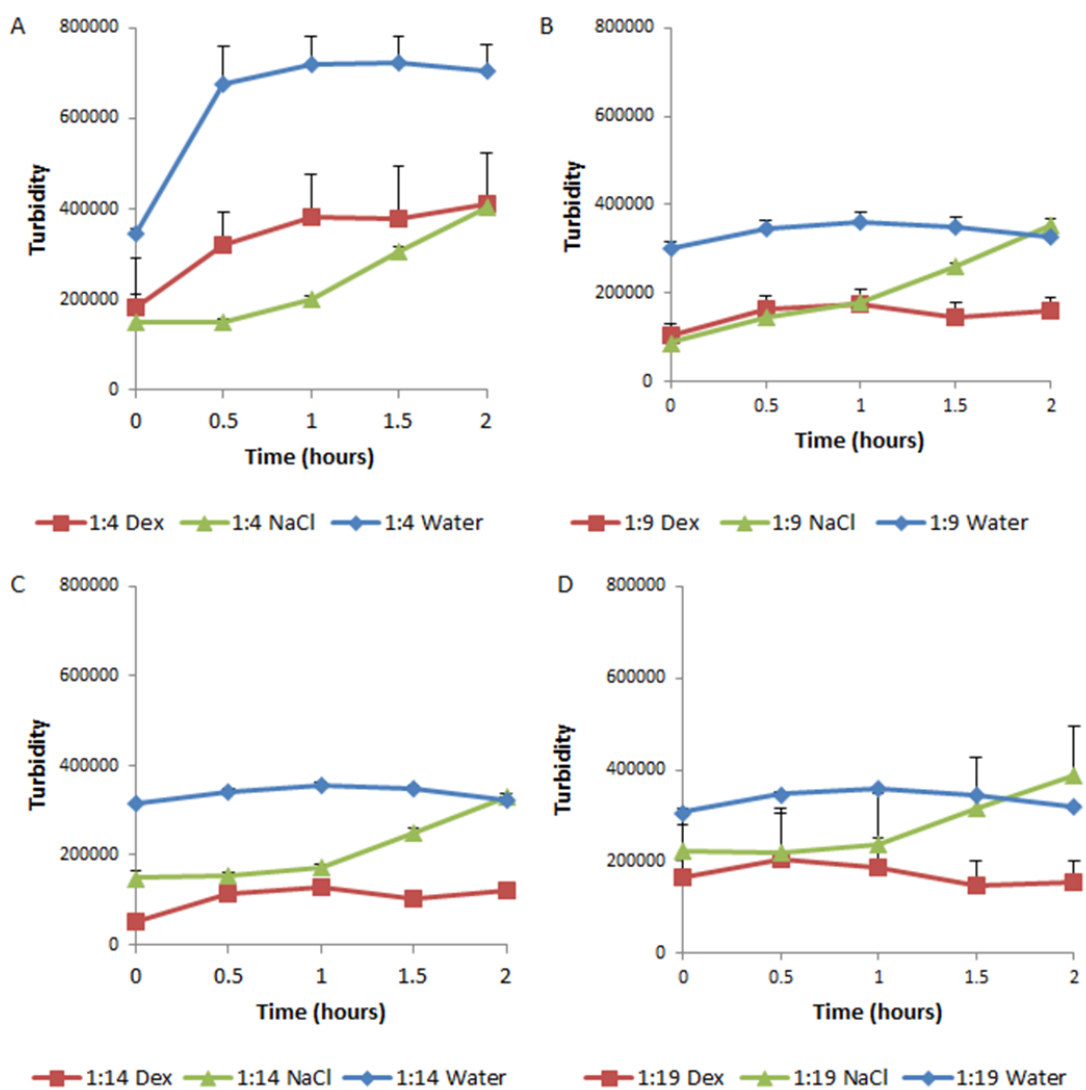 A
800000
600000
400000
200000
0
Turbidity
0 0.5 1 1.5 2
Time (hours)
1:4 Dex 1:4 NaCl 1:4 Water
B
800000
600000
400000
200000
0
Turbidity
0 0.5 1 1.5 2
Time (hours)
1:9 Dex 1:9 NaCl 1:9 Water
C
800000
600000
400000
200000
0
Turbidity
0 0.5 1 1.5 2
Time (hours)
1:14 Dex 1:14 NaCl 1:14 Water
D
800000
600000
400000
200000
0
Turbidity
0 0.5 1 1.5 2
Time (hours)
1:19 Dex 1:19 NaCl 1:19 Water